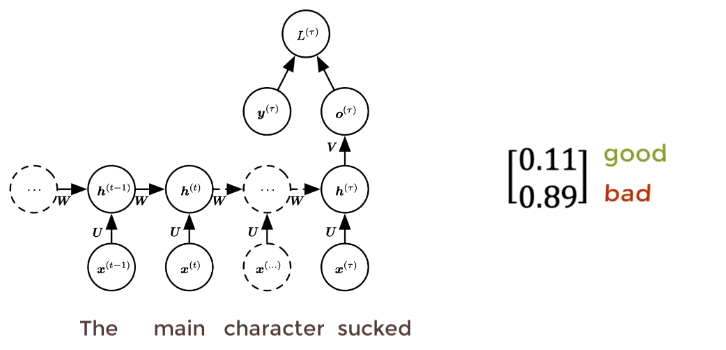 L^(τ)
y^(τ) o^(τ)
V
... h^(t−1) h^(t) ... h^(τ)
W W W W
U U U U
x^(t−1) x^(t) x^(...) x^(τ)
The main character sucked
[0.11] good
[0.89] bad